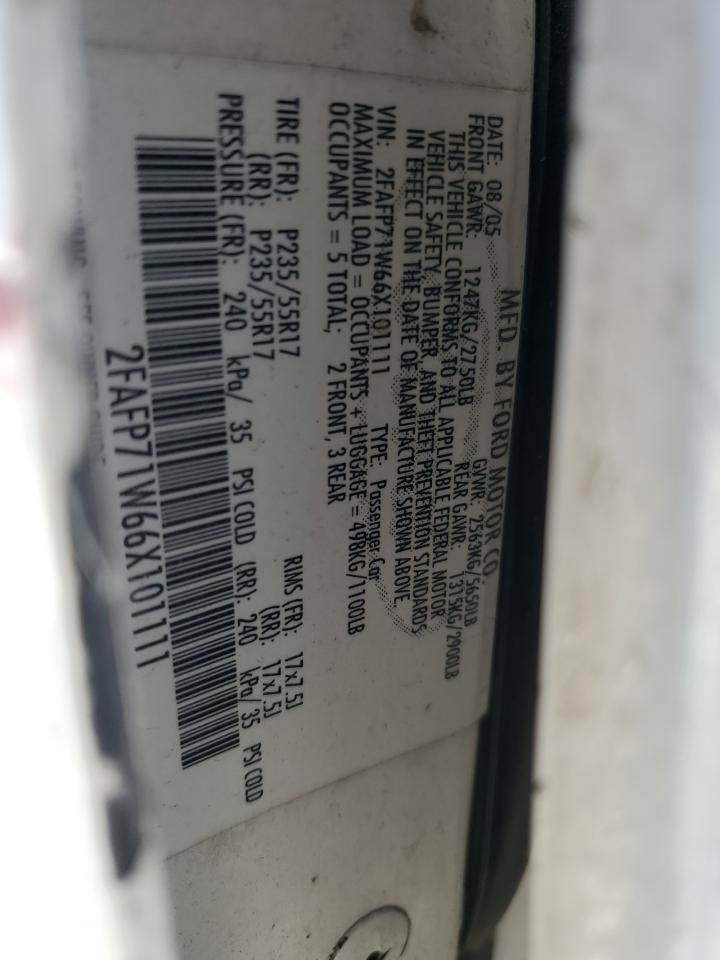 MFD. BY FORD MOTOR CO.
DATE: 08/05 GVWR: 2563KG/5650LB
FRONT GAWR: 1247KG/2750LB REAR GAWR: 1315KG/2900LB
THIS VEHICLE CONFORMS TO ALL APPLICABLE FEDERAL MOTOR
VEHICLE SAFETY, BUMPER, AND THEFT PREVENTION STANDARDS
IN EFFECT ON THE DATE OF MANUFACTURE SHOWN ABOVE.
VIN: 2FAFP71W66X101111 TYPE: Passenger Car
MAXIMUM LOAD = OCCUPANTS + LUGGAGE = 498KG/1100LB
OCCUPANTS = 5 TOTAL; 2 FRONT, 3 REAR
TIRE (FR): P235/55R17 RIMS (FR): 17x7.5J
(RR): P235/55R17 (RR): 17x7.5J
PRESSURE (FR): 240 kPa/ 35 PSI COLD (RR): 240 kPa/35 PSI COLD
2FAFP71W66X101111